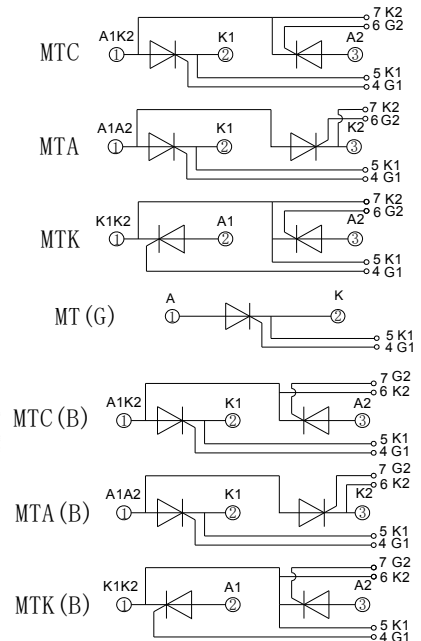 7 K2
6 G2
A1K2 K1 A2
MTC ① ② ③
5 K1
4 G1
7 K2
6 G2
A1A2 K1 K2
MTA ① ② ③
5 K1
4 G1
7 K2
6 G2
K1K2 A1 A2
MTK ① ② ③
5 K1
4 G1
A K
MT(G) ① ②
5 K1
4 G1
7 G2
6 K2
A1K2 K1 A2
MTC(B) ① ② ③
5 K1
4 G1
7 G2
6 K2
A1A2 K1 K2
MTA(B) ① ② ③
5 K1
4 G1
7 G2
6 K2
K1K2 A1 A2
MTK(B) ① ② ③
5 K1
4 G1